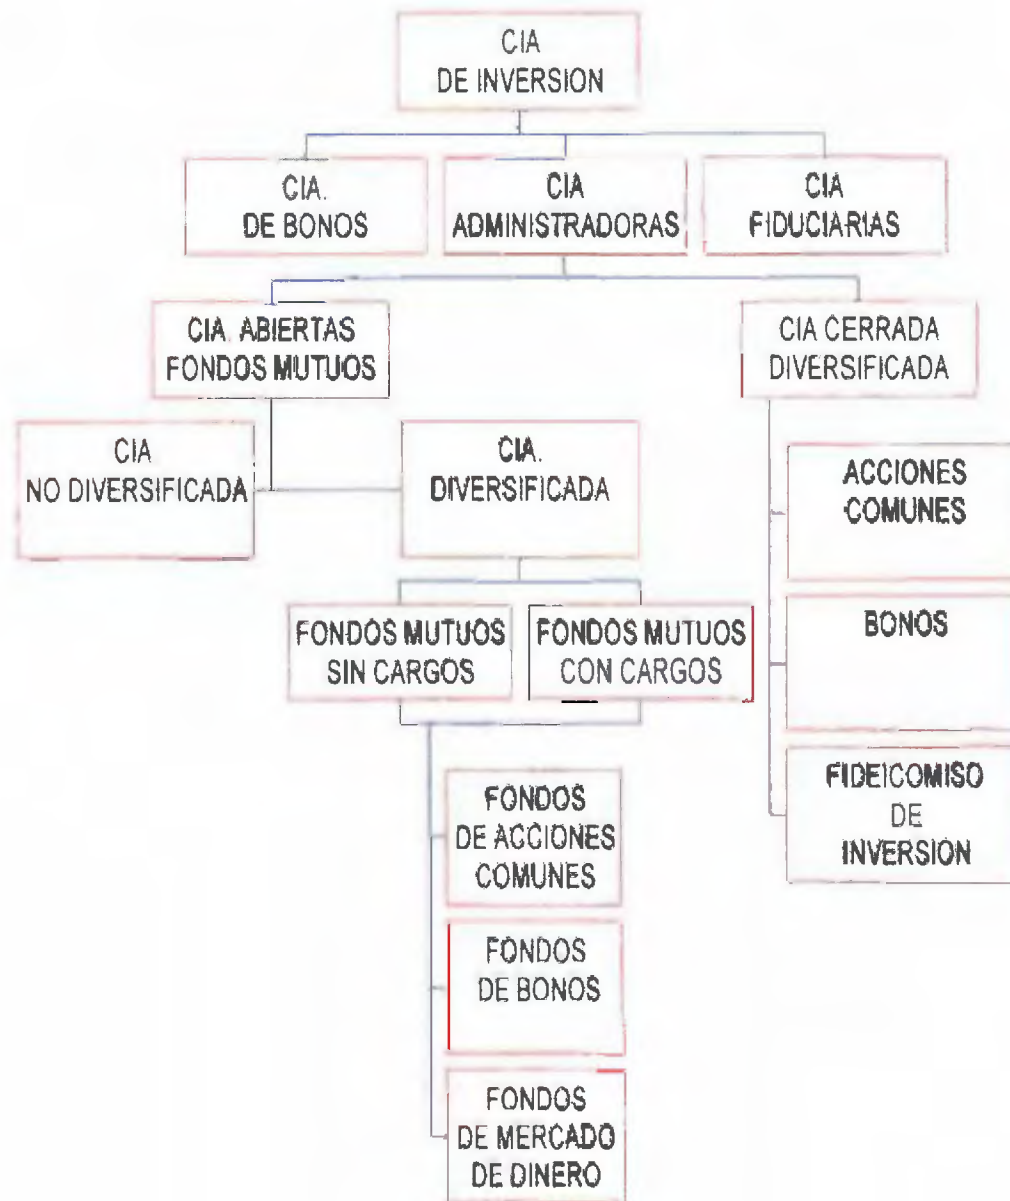 CIA
DE INVERSION
CIA.
DE BONOS
CIA
ADMINISTRADORAS
CIA
FIDUCIARIAS
CIA. ABIERTAS
FONDOS MUTUOS
CIA CERRADA
DIVERSIFICADA
CIA
NO DIVERSIFICADA
CIA.
DIVERSIFICADA
ACCIONES
COMUNES
FONDOS MUTUOS
SIN CARGOS
FONDOS MUTUOS
CON CARGOS
BONOS
FONDOS
DE ACCIONES
COMUNES
FIDEICOMISO
DE
INVERSION
FONDOS
DE BONOS
FONDOS
DE MERCADO
DE DINERO